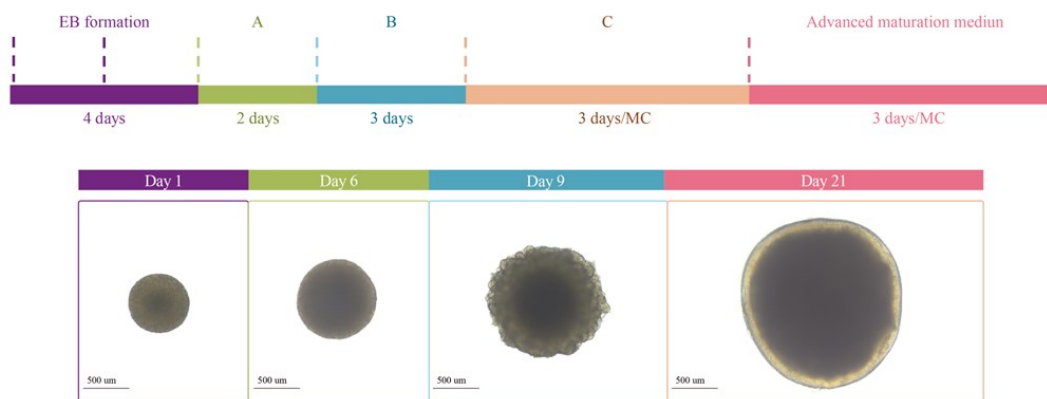 EB formation A B C Advanced maturation mediun
4 days 2 days 3 days 3 days/MC 3 days/MC
Day 1 Day 6 Day 9 Day 21
500 um 500 um 500 um 500 um